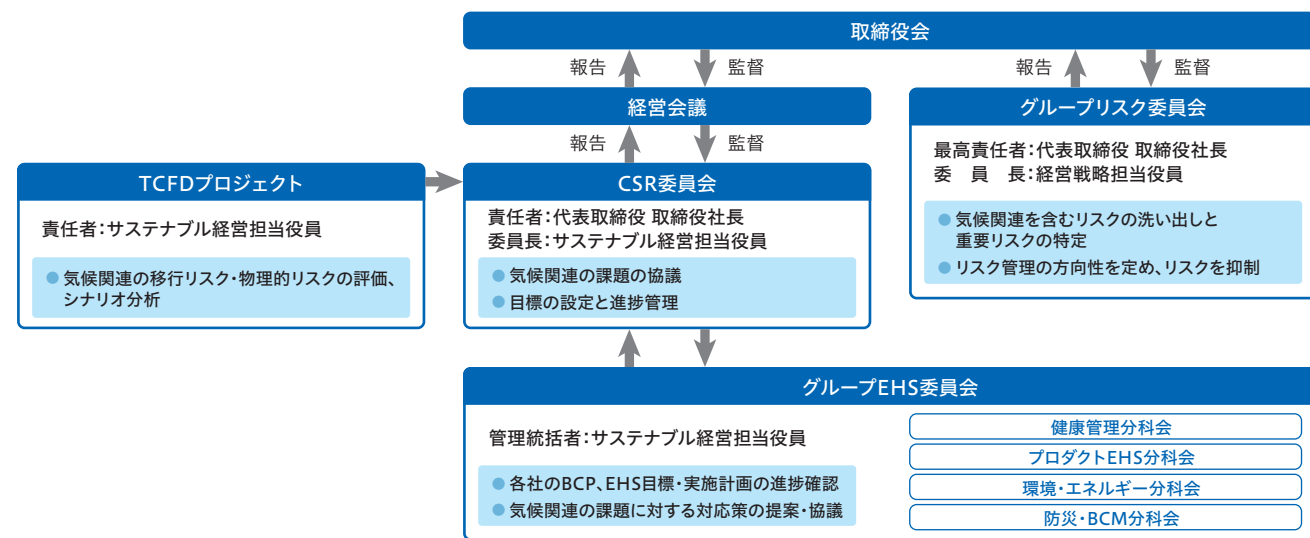 取締役会
報告
監督
報告
監督
経営会議
グループリスク委員会
最高責任者：代表取締役 取締役社長
委　員　長：経営戦略担当役員
● 気候関連を含むリスクの洗い出しと
重要リスクの特定
● リスク管理の方向性を定め、リスクを抑制
報告
監督
TCFDプロジェクト
責任者：サステナブル経営担当役員
● 気候関連の移行リスク・物理的リスクの評価、
シナリオ分析
CSR委員会
責任者：代表取締役 取締役社長
委員長：サステナブル経営担当役員
● 気候関連の課題の協議
● 目標の設定と進捗管理
グループEHS委員会
管理統括者：サステナブル経営担当役員
● 各社のBCP、EHS目標・実施計画の進捗確認
● 気候関連の課題に対する対応策の提案・協議
健康管理分科会
プロダクトEHS分科会
環境・エネルギー分科会
防災・BCM分科会